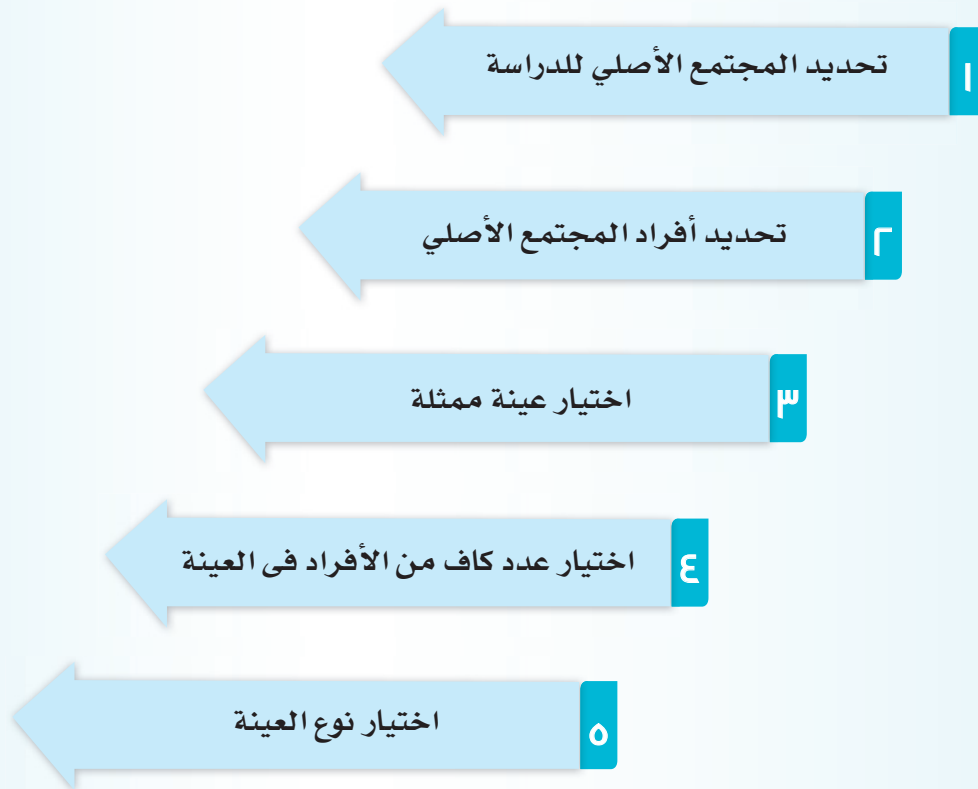 ١ تحديد المجتمع الأصلي للدراسة
٢ تحديد أفراد المجتمع الأصلي
٣ اختيار عينة ممثلة
٤ اختيار عدد كاف من الأفراد فى العينة
٥ اختيار نوع العينة